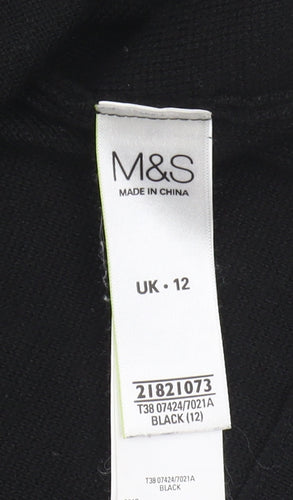 M&S
MADE IN CHINA
UK • 12
21821073
T38 07424/7021A
BLACK (12)
T38 07424/7021A
BLACK